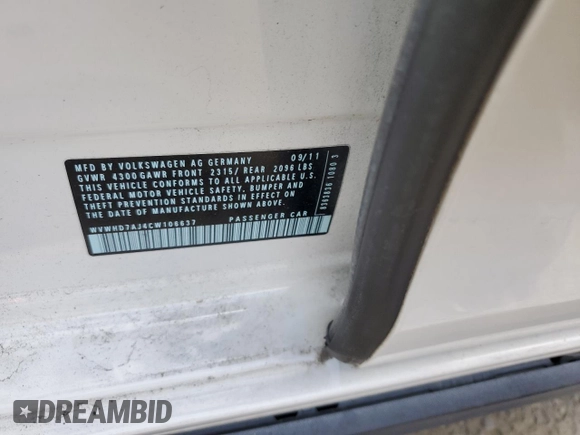 MFD BY VOLKSWAGEN AG GERMANY 09/11
GVWR 4300 GAWR FRONT 2315/ REAR 2096 LBS
THIS VEHICLE CONFORMS TO ALL APPLICABLE U.S.
FEDERAL MOTOR VEHICLE SAFETY, BUMPER AND
THEFT PREVENTION STANDARDS IN EFFECT ON
THE DATE OF MANUFACTURE SHOWN ABOVE.
WVWHD7AJ4CW106637 PASSENGER CAR
DREAMBID